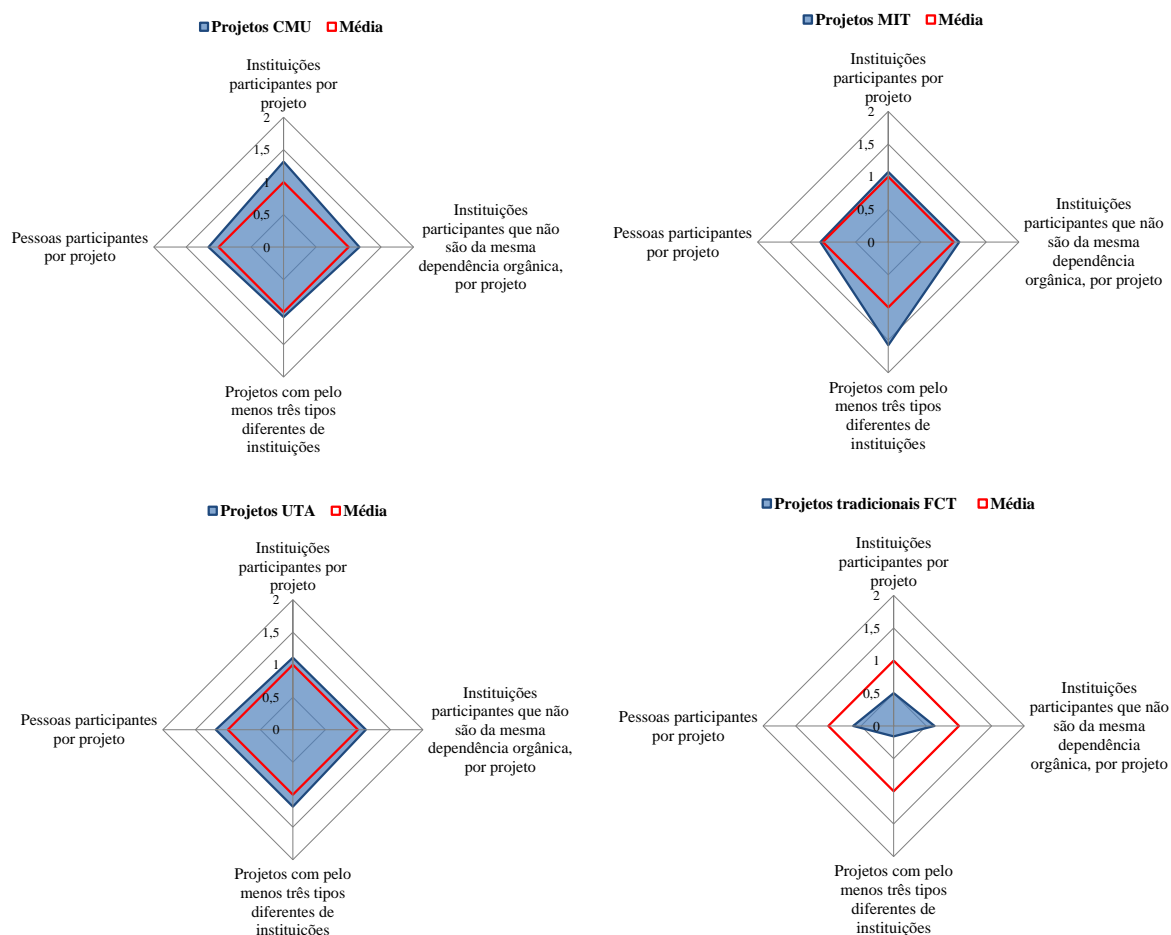 Projetos CMU Média
Instituições
participantes por
projeto
2
1,5
1
0,5
0
Pessoas participantes
por projeto
Instituições
participantes que não
são da mesma
dependência orgânica,
por projeto
Projetos com pelo
menos três tipos
diferentes de
instituições
Projetos MIT Média
Instituições
participantes por
projeto
2
1,5
1
0,5
0
Pessoas participantes
por projeto
Instituições
participantes que não
são da mesma
dependência
orgânica, por projeto
Projetos com pelo
menos três tipos
diferentes de
instituições
Projetos UTA Média
Instituições
participantes por
projeto
2
1,5
1
0,5
0
Pessoas participantes
por projeto
Instituições
participantes que não
são da mesma
dependência orgânica,
por projeto
Projetos com pelo
menos três tipos
diferentes de
instituições
Projetos tradicionais FCT Média
Instituições
participantes por
projeto
2
1,5
1
0,5
0
Pessoas participantes
por projeto
Instituições
participantes que não
são da mesma
dependência
orgânica, por projeto
Projetos com pelo
menos três tipos
diferentes de
instituições